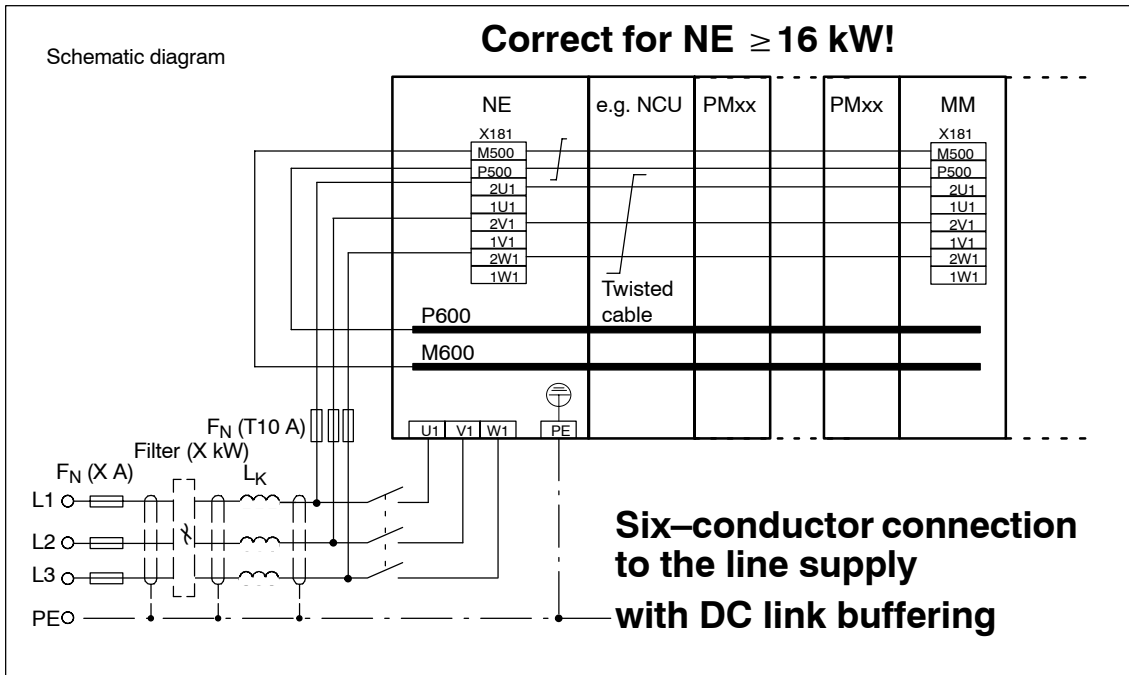 Correct for NE ≥ 16 kW!
Schematic diagram
NE
e.g. NCU
PMxx
PMxx
MM
X181
M500
P500
2U1
1U1
2V1
1V1
2W1
1W1
X181
M500
P500
2U1
1U1
2V1
1V1
2W1
1W1
Twisted
cable
P600
M600
FN (T10 A)
U1
V1
W1
PE
Filter (X kW)
FN (X A)
LK
L1
L2
L3
PE
Six–conductor connection
to the line supply
with DC link buffering